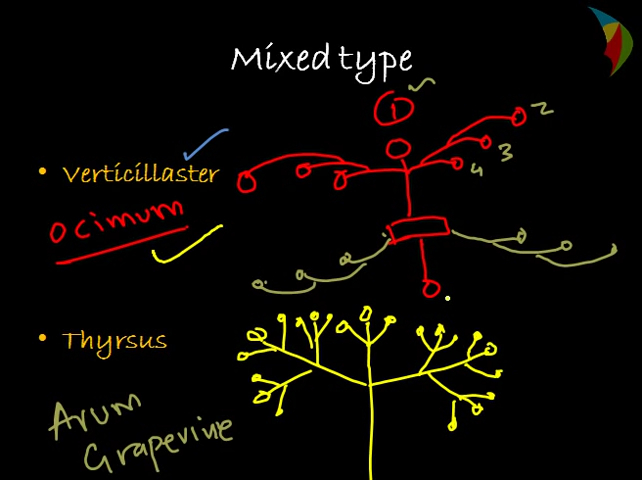 Mixed type
1
2
3
4
• Verticillaster
Ocimum
• Thyrsus
Arum
Grapevine